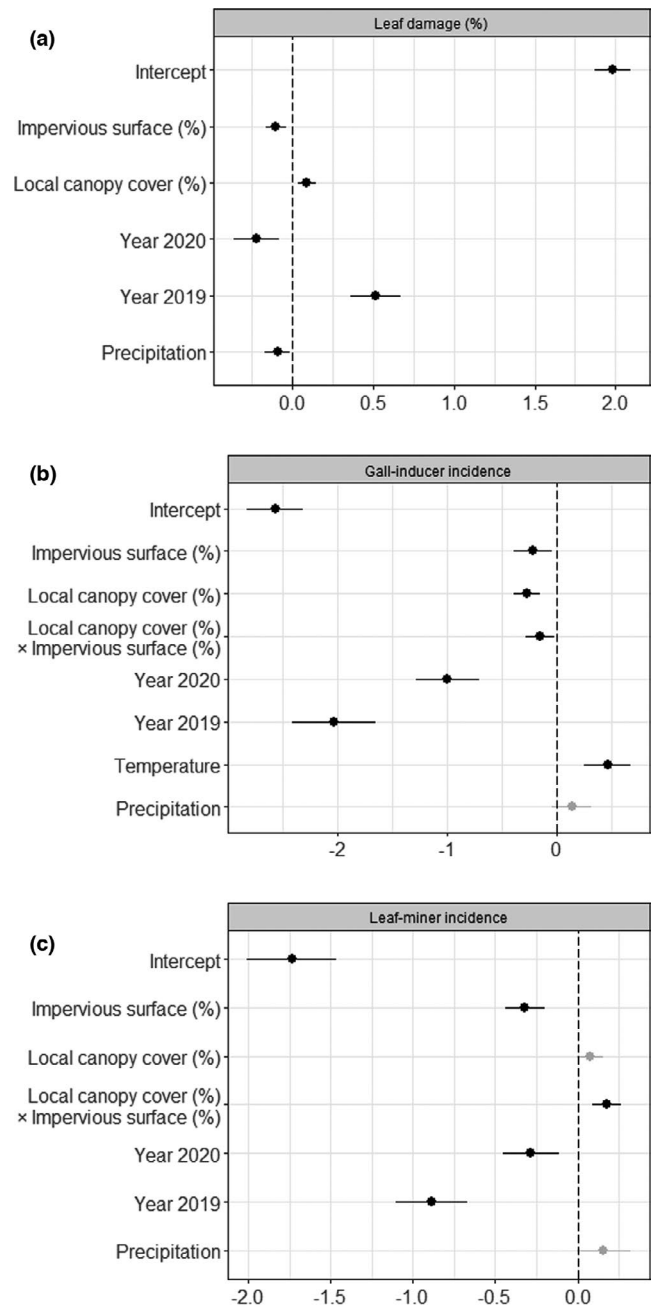 (a)
Leaf damage (%)
Intercept
Impervious surface (%)
Local canopy cover (%)
Year 2020
Year 2019
Precipitation
0.0 0.5 1.0 1.5 2.0
(b)
Gall-inducer incidence
Intercept
Impervious surface (%)
Local canopy cover (%)
Local canopy cover (%)
× Impervious surface (%)
Year 2020
Year 2019
Temperature
Precipitation
-2 -1 0
(c)
Leaf-miner incidence
Intercept
Impervious surface (%)
Local canopy cover (%)
Local canopy cover (%)
× Impervious surface (%)
Year 2020
Year 2019
Precipitation
-2.0 -1.5 -1.0 -0.5 0.0